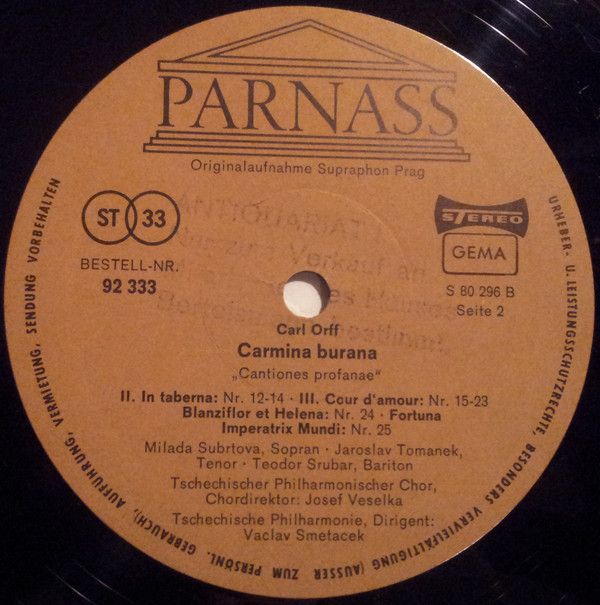 PARNASS
Originalaufnahme Supraphon Prag
ST 33
BESTELL-NR.
92 333
STEREO
GEMA
S 80 296 B
Seite 2
ANTIQUARIAT
Verkauf an
Carl Orff
Carmina burana
„Cantiones profanae“
II. In taberna: Nr. 12-14 · III. Cour d'amour: Nr. 15-23
Blanziflor et Helena: Nr. 24 · Fortuna
Imperatrix Mundi: Nr. 25
Milada Subrtova, Sopran · Jaroslav Tomanek,
Tenor · Teodor Srubar, Bariton
Tschechischer Philharmonischer Chor,
Chordirektor: Josef Veselka
Tschechische Philharmonie, Dirigent:
Vaclav Smetacek
URHEBER- U. LEISTUNGSSCHUTZRECHTE, BESONDERS VERVIELFÄLTIGUNG (AUSSER ZUM PERSÖNL. GEBRAUCH), AUFFÜHRUNG, VERMIETUNG, SENDUNG VORBEHALTEN